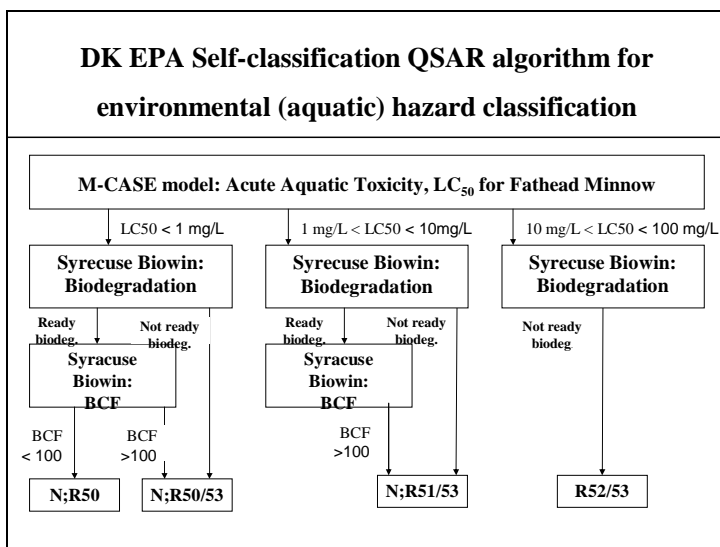 DK EPA Self-classification QSAR algorithm for
environmental (aquatic) hazard classification
M-CASE model: Acute Aquatic Toxicity, LC50 for Fathead Minnow
LC50 < 1 mg/L
1 mg/L < LC50 < 10mg/L
10 mg/L < LC50 < 100 mg/L
Syrecuse Biowin:
Biodegradation
Syrecuse Biowin:
Biodegradation
Syrecuse Biowin:
Biodegradation
Ready
biodeg.
Not ready
biodeg.
Ready
biodeg.
Not ready
biodeg.
Not ready
biodeg
Syracuse
Biowin:
BCF
Syracuse
Biowin:
BCF
BCF
< 100
BCF
>100
BCF
>100
N;R50
N;R50/53
N;R51/53
R52/53